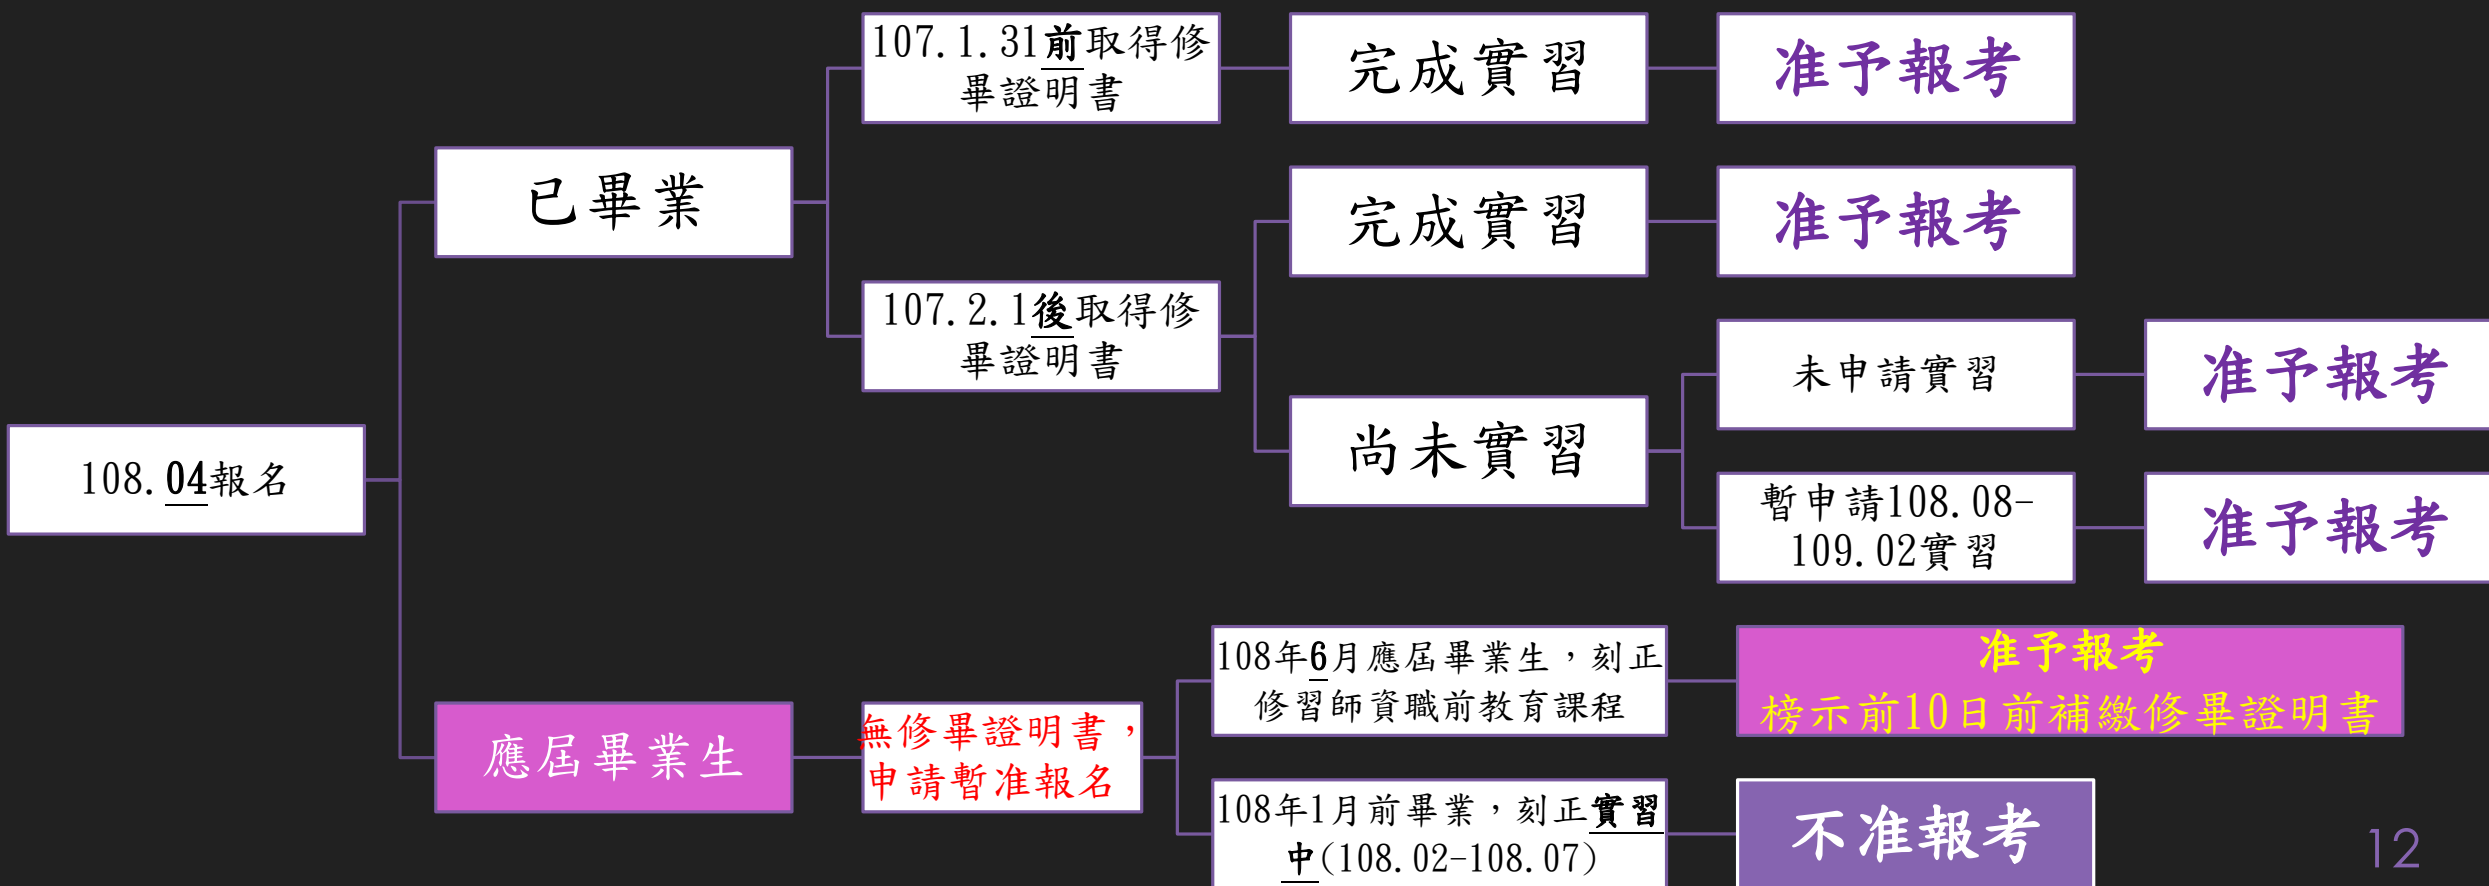 107.1.31前取得修
畢證明書
完成實習
准予報考
已畢業
完成實習
准予報考
107.2.1後取得修
畢證明書
未申請實習
准予報考
尚未實習
108.04報名
暫申請108.08-
109.02實習
准予報考
108年6月應屆畢業生，刻正
修習師資職前教育課程
准予報考
榜示前10日前補繳修畢證明書
應屆畢業生
無修畢證明書，
申請暫准報名
108年1月前畢業，刻正實習
中(108.02-108.07)
不准報考
12